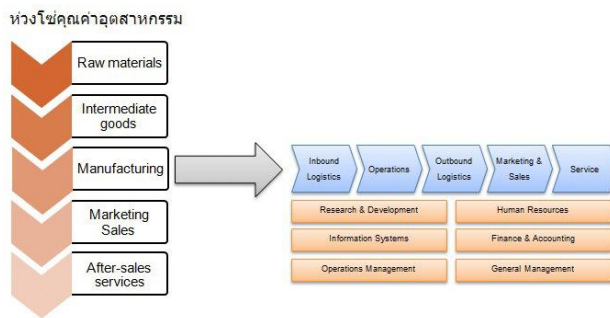 ห่วงโซ่คุณค่าอุตสาหกรรม
Raw materials
Intermediate
goods
Manufacturing
Marketing
Sales
After-sales
services
Inbound
Logistics
Operations
Outbound
Logistics
Marketing &
Sales
Service
Research & Development
Human Resources
Information Systems
Finance & Accounting
Operations Management
General Management